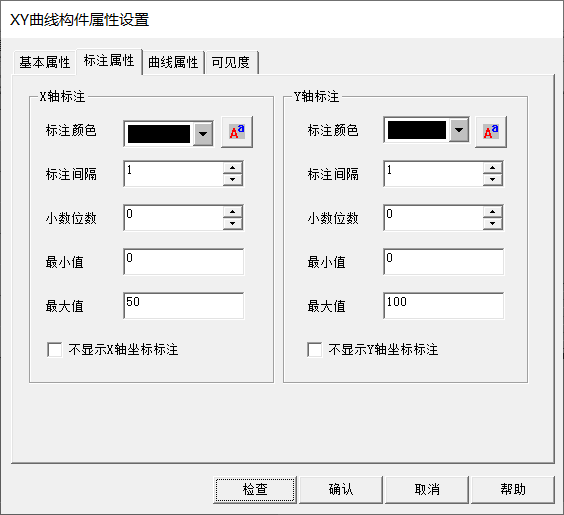 XY曲线构件属性设置
基本属性 标注属性 曲线属性 可见度
X轴标注
标注颜色 Aa
标注间隔 1
小数位数 0
最小值 0
最大值 50
不显示X轴坐标标注
Y轴标注
标注颜色 Aa
标注间隔 1
小数位数 0
最小值 0
最大值 100
不显示Y轴坐标标注
检查 确认 取消 帮助